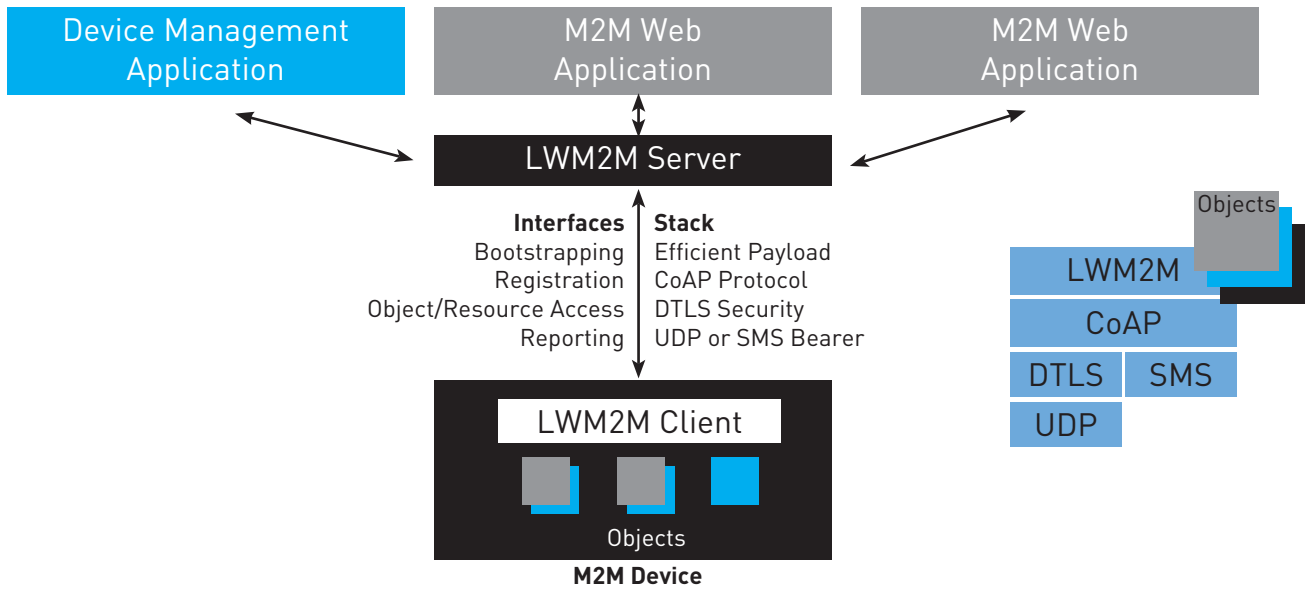 Device Management
Application
M2M Web
Application
M2M Web
Application
LWM2M Server
Interfaces
Bootstrapping
Registration
Object/Resource Access
Reporting
Stack
Efficient Payload
CoAP Protocol
DTLS Security
UDP or SMS Bearer
LWM2M Client
Objects
M2M Device
Objects
LWM2M
CoAP
DTLS
SMS
UDP